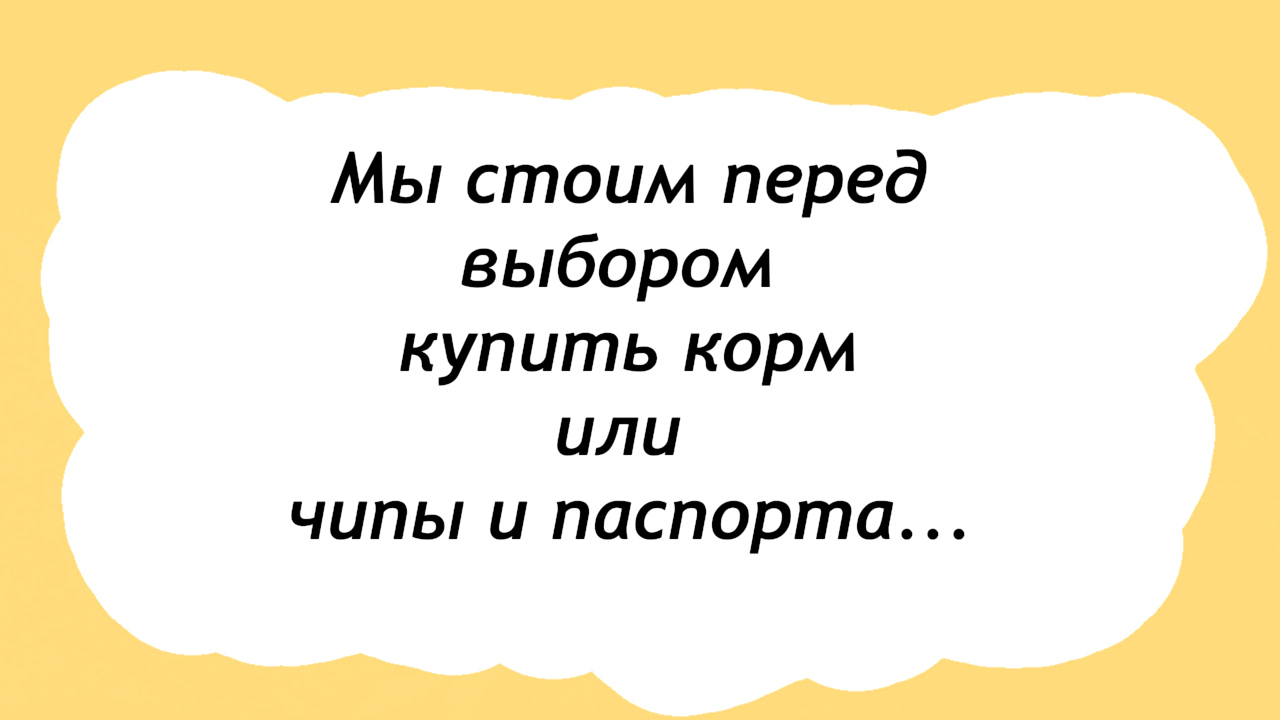 Мы стоим перед
выбором
купить корм
или
чипы и паспорта...